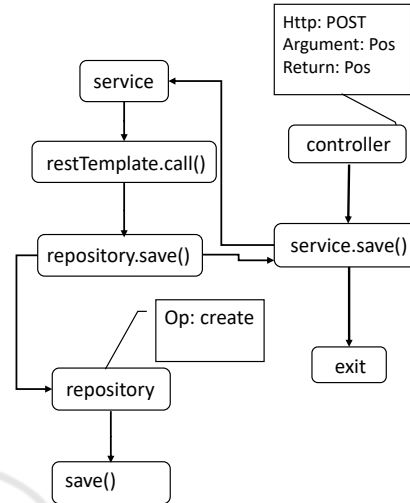 Http: POST
Argument: Pos
Return: Pos
service
controller
restTemplate.call()
repository.save()
service.save()
Op: create
exit
repository
save()